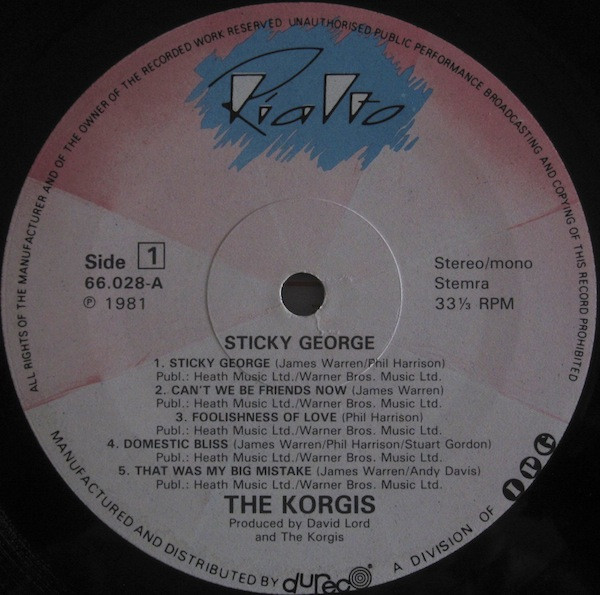 ALL RIGHTS OF THE MANUFACTURER AND OF THE OWNER OF THE RECORDED WORK RESERVED UNAUTHORISED PUBLIC PERFORMANCE BROADCASTING AND COPYING OF THIS RECORD PROHIBITED
Rialto
Side 1
66.028-A
℗ 1981
Stereo/mono
Stemra
33⅓ RPM
STICKY GEORGE
1. STICKY GEORGE (James Warren/Phil Harrison)
Publ.: Heath Music Ltd./Warner Bros. Music Ltd.
2. CAN'T WE BE FRIENDS NOW (James Warren)
Publ.: Heath Music Ltd./Warner Bros. Music Ltd.
3. FOOLISHNESS OF LOVE (Phil Harrison)
Publ.: Heath Music Ltd./Warner Bros. Music Ltd.
4. DOMESTIC BLISS (James Warren/Phil Harrison/Stuart Gordon)
Publ.: Heath Music Ltd./Warner Bros. Music Ltd.
5. THAT WAS MY BIG MISTAKE (James Warren/Andy Davis)
Publ.: Heath Music Ltd./Warner Bros. Music Ltd.
THE KORGIS
Produced by David Lord
and The Korgis
MANUFACTURED AND DISTRIBUTED BY dureco A DIVISION OF